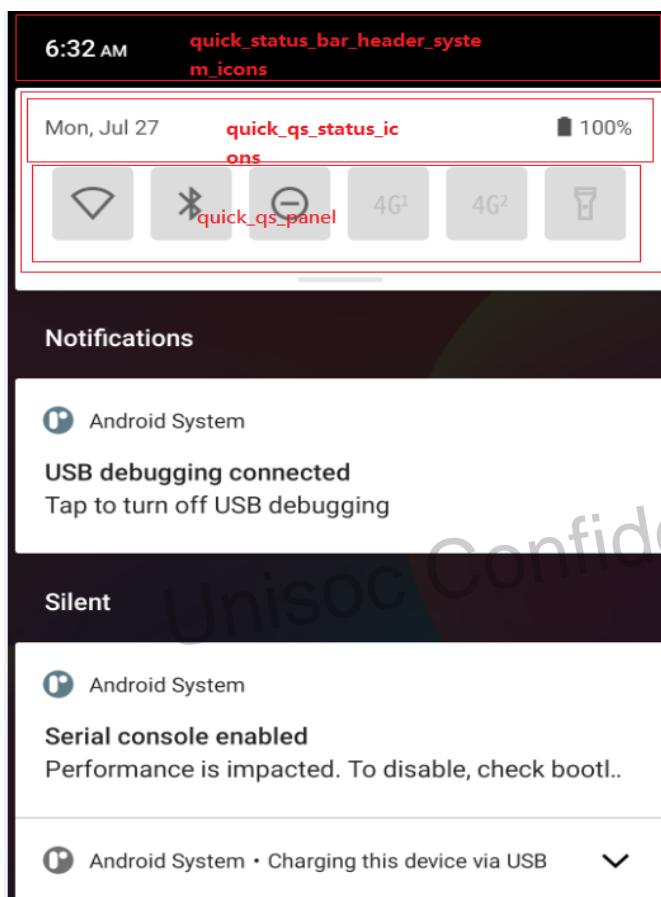 6:32 AM
quick_status_bar_header_syste
m_icons
Mon, Jul 27
quick_qs_status_ic
ons
100%
4G¹
4G²
quick_qs_panel
Notifications
Android System
USB debugging connected
Tap to turn off USB debugging
Silent
Android System
Serial console enabled
Performance is impacted. To disable, check bootl..
Android System • Charging this device via USB
Unisoc Confide